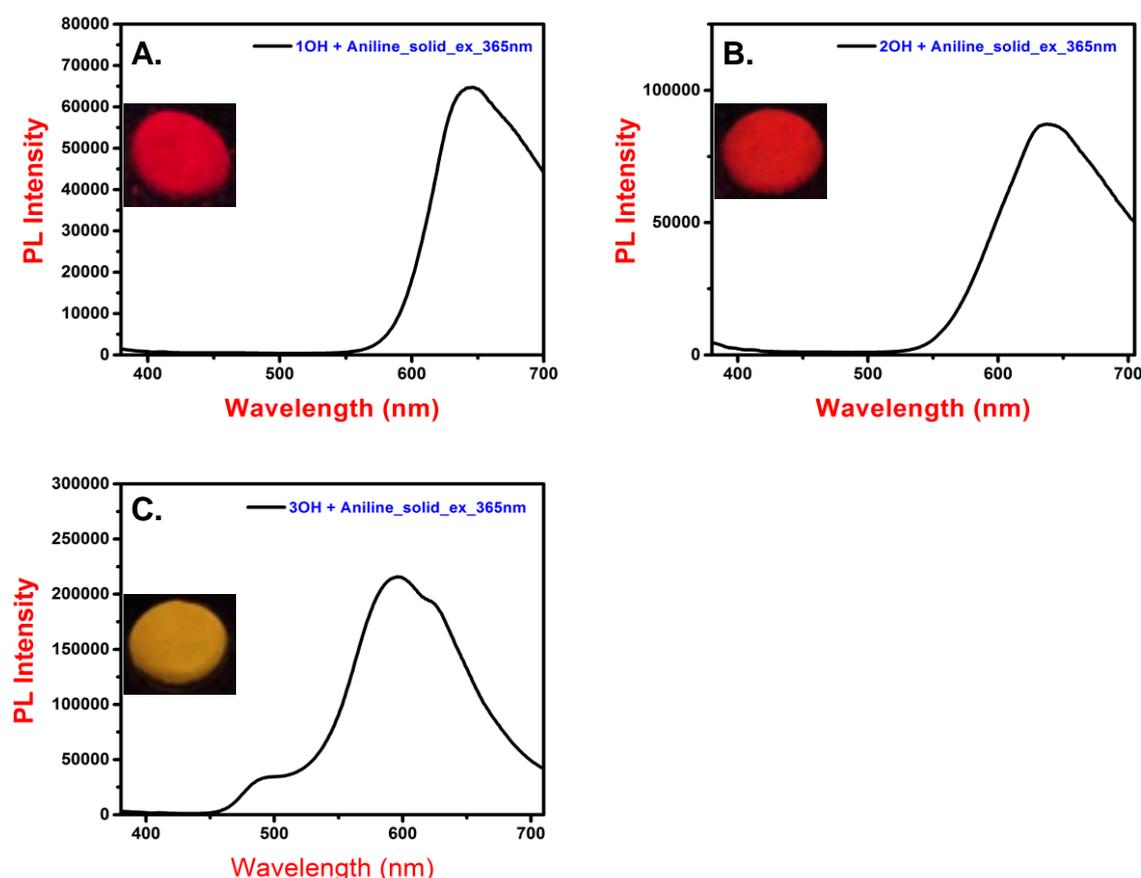 A.
1OH + Aniline_solid_ex_365nm
80000
70000
60000
50000
40000
30000
20000
10000
0
PL Intensity
400 500 600 700
Wavelength (nm)
B.
2OH + Aniline_solid_ex_365nm
100000
50000
0
PL Intensity
400 500 600 700
Wavelength (nm)
C.
3OH + Aniline_solid_ex_365nm
300000
250000
200000
150000
100000
50000
0
PL Intensity
400 500 600 700
Wavelength (nm)